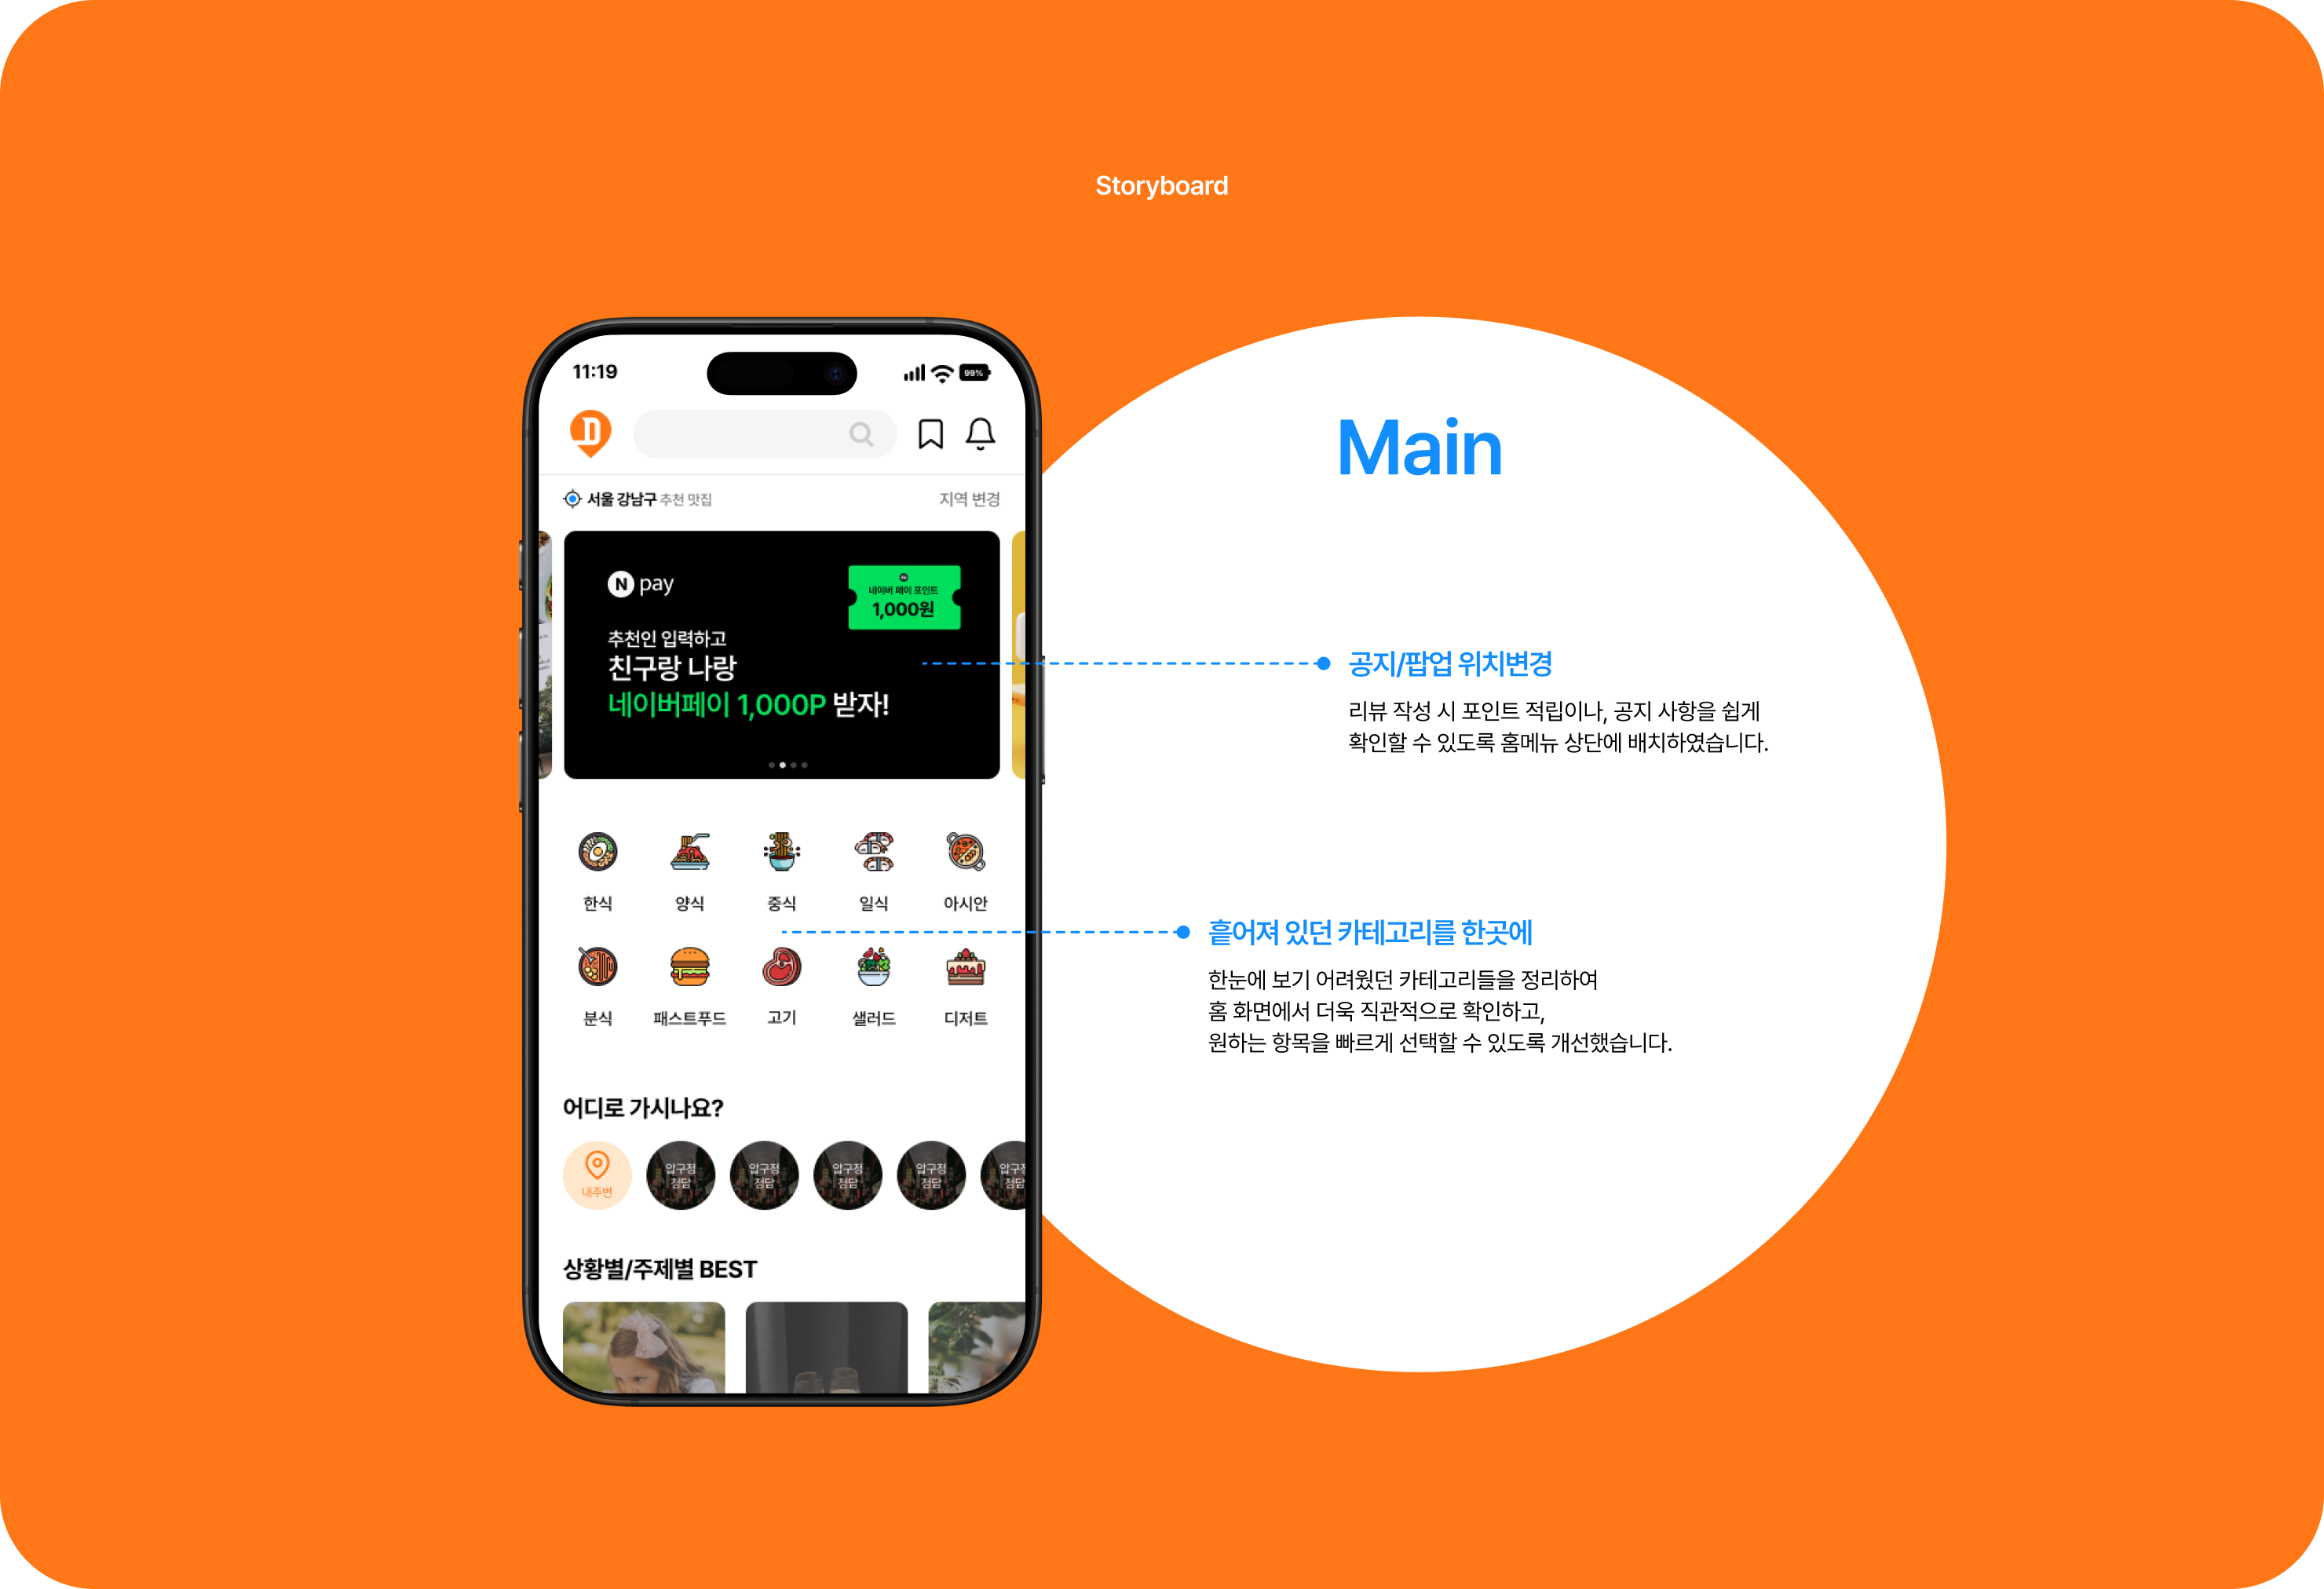 Storyboard
11:19
99%
D
서울 강남구 추천 맛집
지역 변경
N pay
네이버 페이 포인트
1,000원
추천인 입력하고
친구랑 나랑
네이버페이 1,000P 받자!
한식
양식
중식
일식
아시안
분식
패스트푸드
고기
샐러드
디저트
어디로 가시나요?
내주변
압구정
청담
압구정
청담
압구정
청담
압구정
청담
압구정
청담
상황별/주제별 BEST
Main
공지/팝업 위치변경
리뷰 작성 시 포인트 적립이나, 공지 사항을 쉽게
확인할 수 있도록 홈메뉴 상단에 배치하였습니다.
흩어져 있던 카테고리를 한곳에
한눈에 보기 어려웠던 카테고리들을 정리하여
홈 화면에서 더욱 직관적으로 확인하고,
원하는 항목을 빠르게 선택할 수 있도록 개선했습니다.